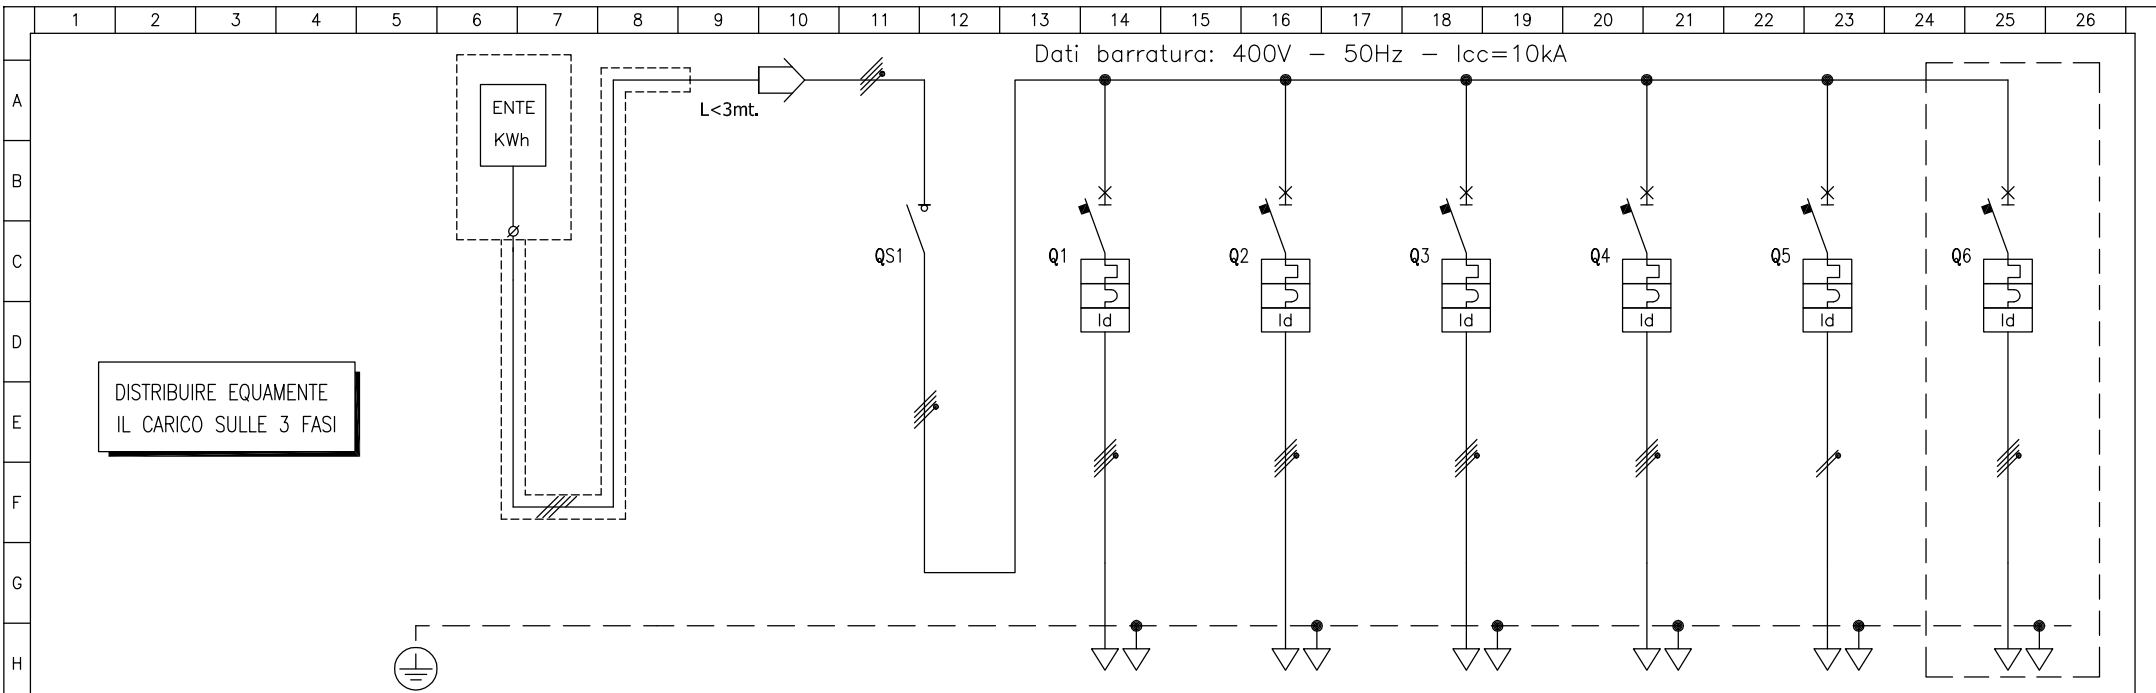 1 2 3 4 5 6 7 8 9 10 11 12 13 14 15 16 17 18 19 20 21 22 23 24 25 26
Dati barratura: 400V – 50Hz – Icc=10kA
A
ENTE
KWh
L<3mt.
B
C
QS1 Q1 Q2 Q3 Q4 Q5 Q6
Id Id Id Id Id Id
D
DISTRIBUIRE EQUAMENTE
IL CARICO SULLE 3 FASI
E
F
G
H